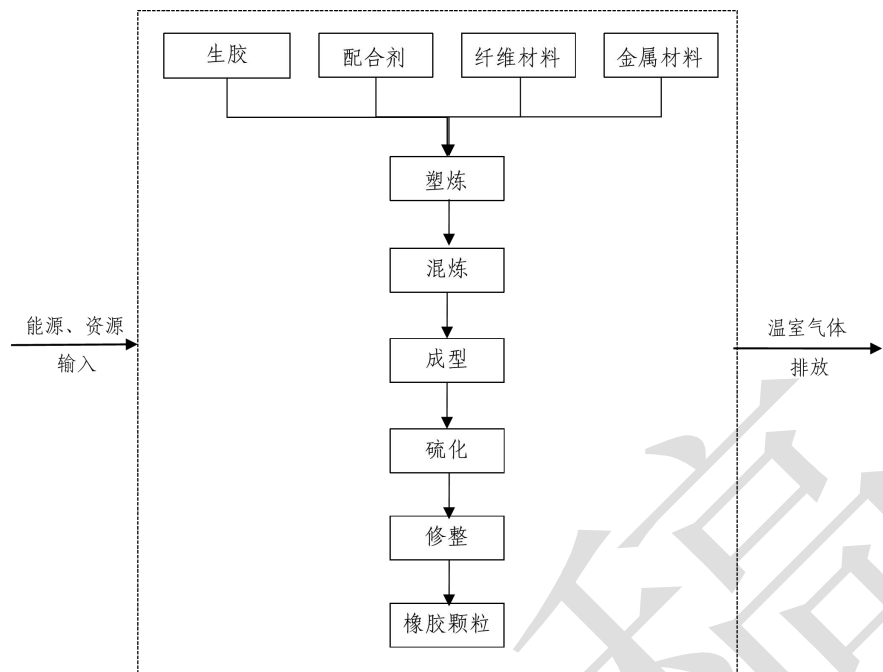 生胶
配合剂
纤维材料
金属材料
塑炼
混炼
能源、资源
输入
成型
温室气体
排放
硫化
修整
橡胶颗粒
稿